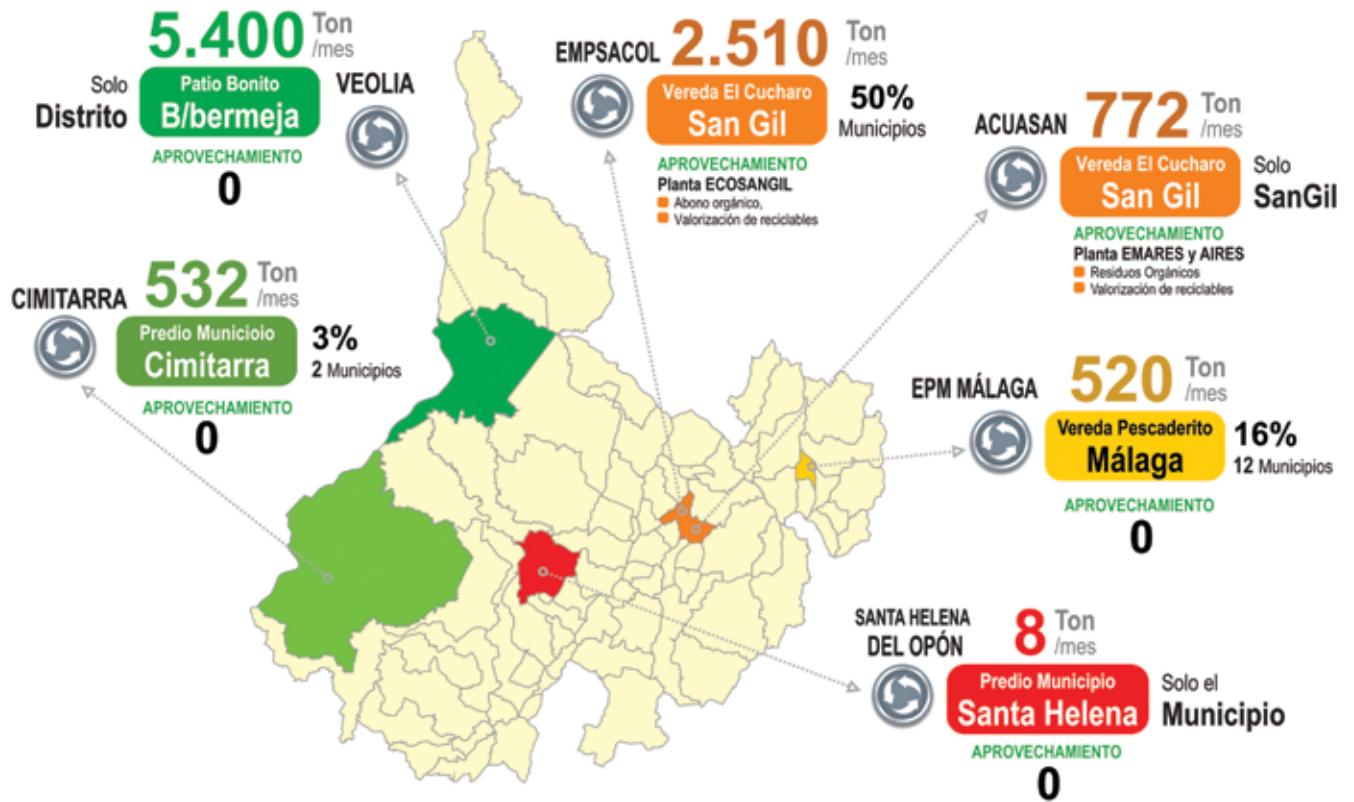 5.400 Ton /mes
Solo
Distrito
Patio Bonito
B/bermeja
VEOLIA
APROVECHAMIENTO
0
EMPSACOL
2.510 Ton /mes
Vereda El Cucharo
San Gil
50%
Municipios
APROVECHAMIENTO
Planta ECOSANGIL
Abono orgánico,
Valorización de reciclables
ACUASAN
772 Ton /mes
Vereda El Cucharo
San Gil
Solo
SanGil
APROVECHAMIENTO
Planta EMARES y AIRES
Residuos Orgánicos
Valorización de reciclables
CIMITARRA
532 Ton /mes
Predio Municioio
Cimitarra
3%
2 Municipios
APROVECHAMIENTO
0
EPM MÁLAGA
520 Ton /mes
Vereda Pescaderito
Málaga
16%
12 Municipios
APROVECHAMIENTO
0
SANTA HELENA
DEL OPÓN
8 Ton /mes
Predio Municipio
Santa Helena
Solo el
Municipio
APROVECHAMIENTO
0